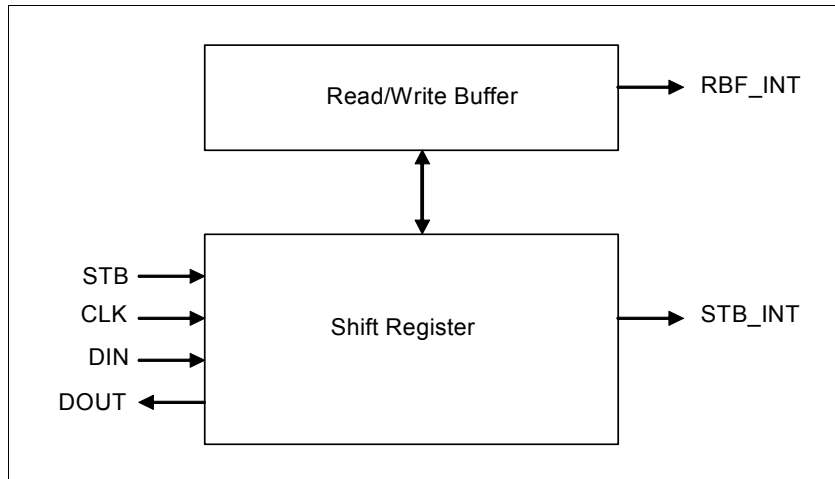 Read/Write Buffer
RBF_INT
STB
CLK
DIN
DOUT
Shift Register
STB_INT